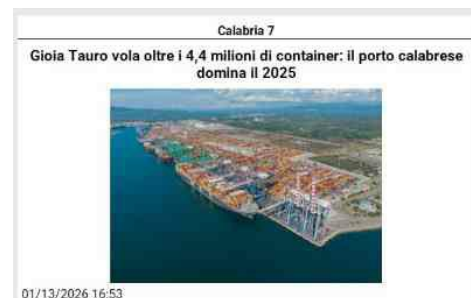 Calabria 7
Gioia Tauro vola oltre i 4,4 milioni di container: il porto calabrese
domina il 2025
01/13/2026 16:53